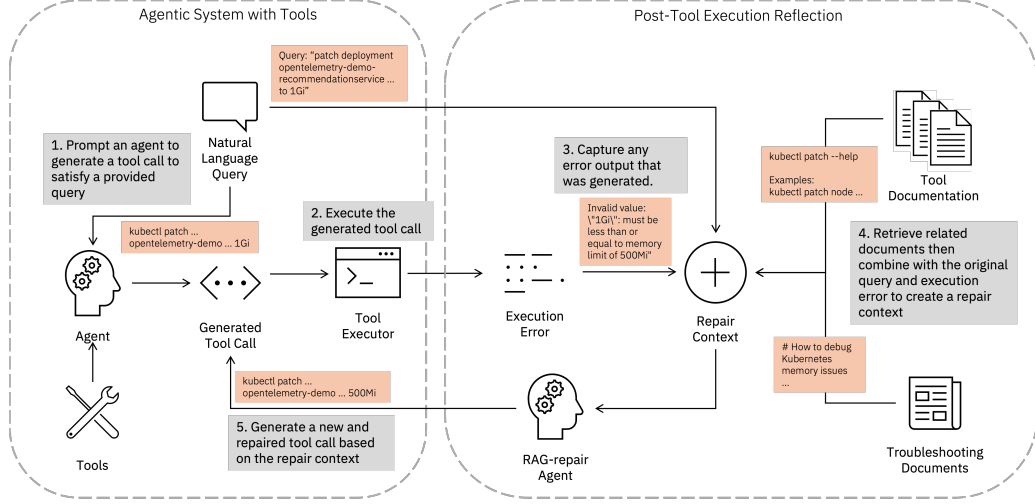 Agentic System with Tools
Post-Tool Execution Reflection
Query: "patch deployment
opentelemetry-demo-
recommendationservice ...
to 1Gi"
Natural
Language
Query
1. Prompt an agent to
generate a tool call to
satisfy a provided
query
kubectl patch ...
opentelemetry-demo ... 1Gi
2. Execute the
generated tool call
Agent
Generated
Tool Call
Tool
Executor
Tools
kubectl patch ...
opentelemetry-demo ... 500Mi
5. Generate a new and
repaired tool call based
on the repair context
3. Capture any
error output that
was generated.
Invalid value:
\"1Gi\": must be
less than or
equal to memory
limit of 500Mi"
Execution
Error
Repair
Context
RAG-repair
Agent
kubectl patch --help
Examples:
kubectl patch node ...
Tool
Documentation
4. Retrieve related
documents then
combine with the original
query and execution
error to create a repair
context
# How to debug
Kubernetes
memory issues
...
Troubleshooting
Documents